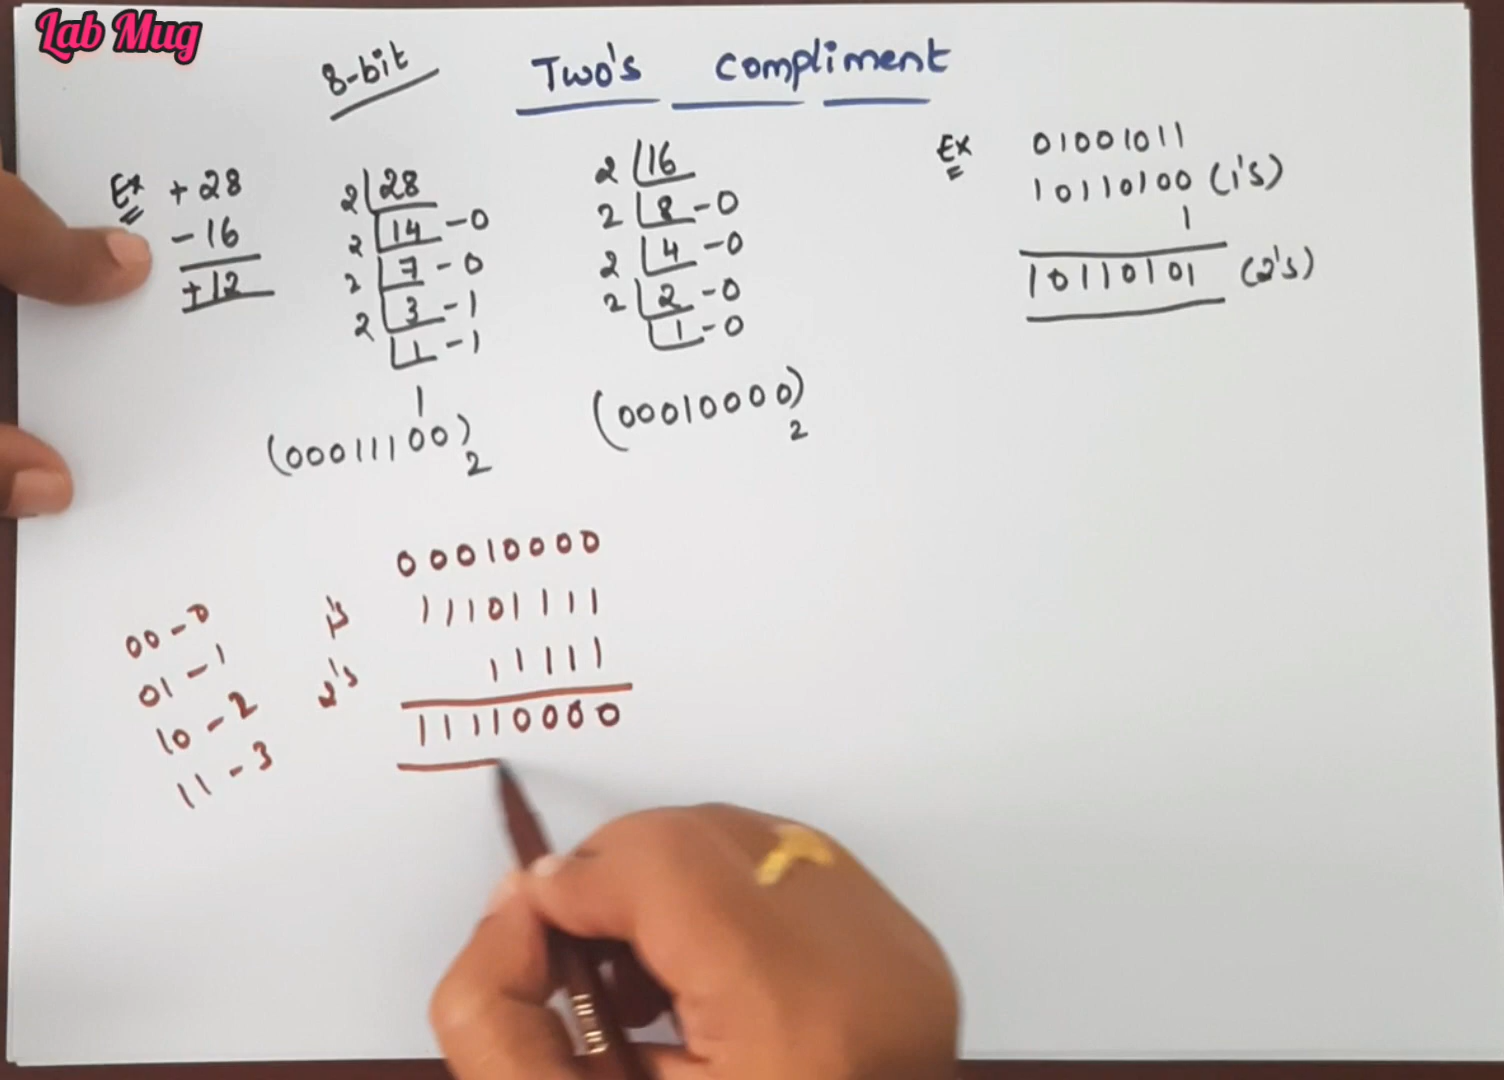 Lab Mug
8-bit Two's compliment
Ex +28
-16
+12
2 28
2 14 - 0
2 7 - 0
2 3 - 1
1 - 1
1
(00011100)2
2 16
2 8 - 0
2 4 - 0
2 2 - 0
1 - 0
(00010000)2
Ex 01001011
10110100 (1's)
1
10110101 (2's)
00 - 0
01 - 1
10 - 2
11 - 3
00010000
1's 11101111
2's 11111
11110000